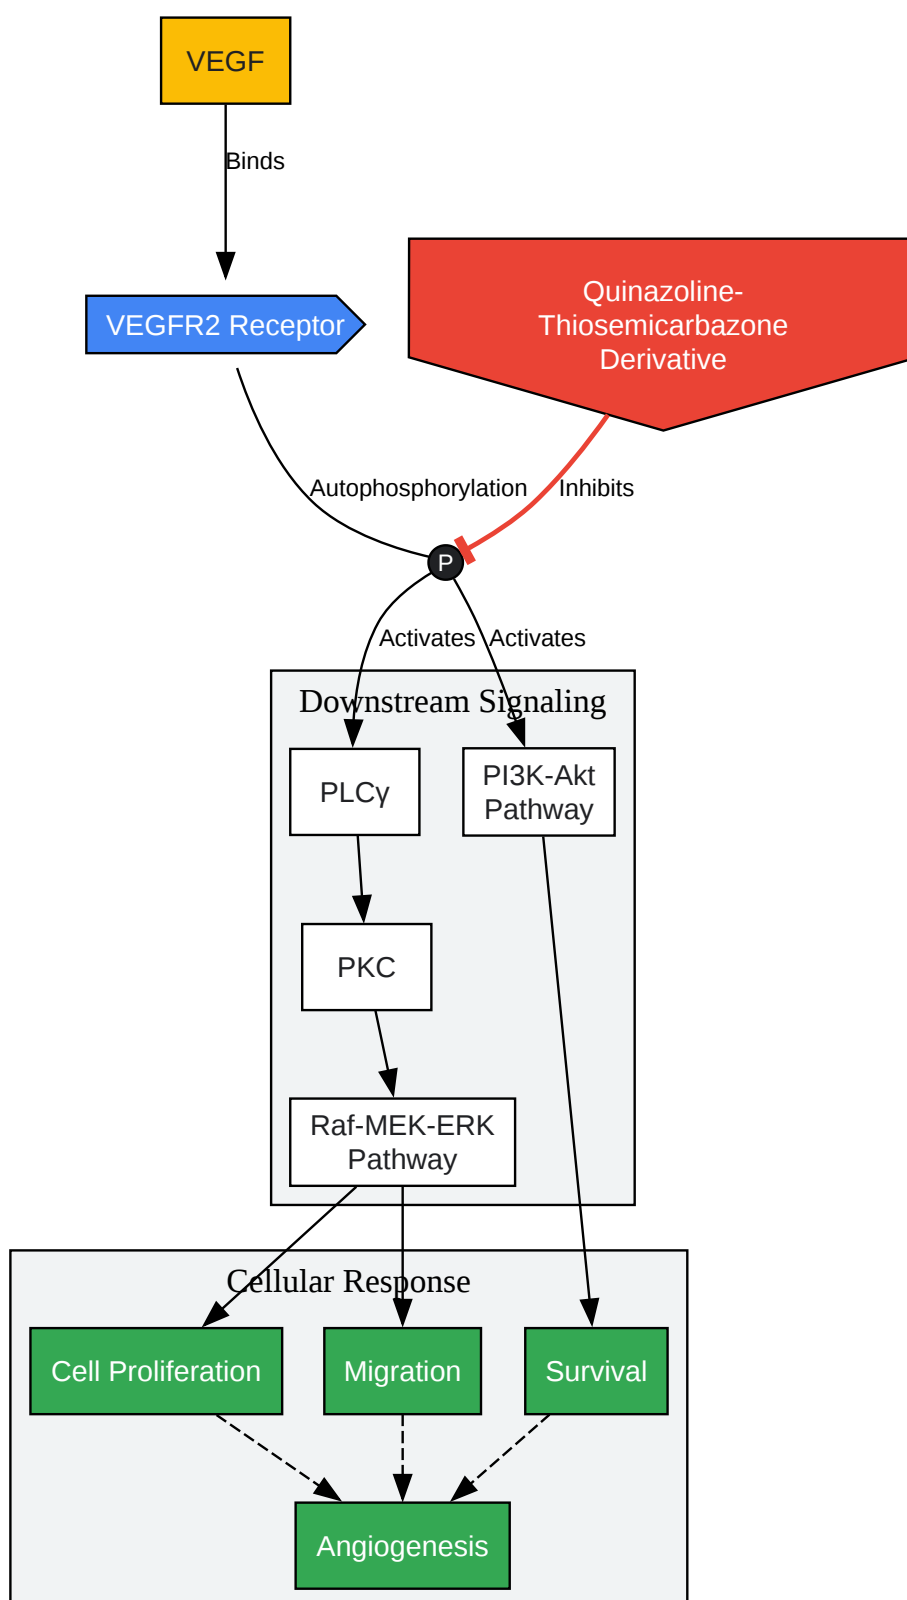 VEGF
Binds
VEGFR2 Receptor
Quinazoline-
Thiosemicarbazone
Derivative
Autophosphorylation
Inhibits
P
Activates
Activates
Downstream Signaling
PLCγ
PI3K-Akt
Pathway
PKC
Raf-MEK-ERK
Pathway
Cellular Response
Cell Proliferation
Migration
Survival
Angiogenesis